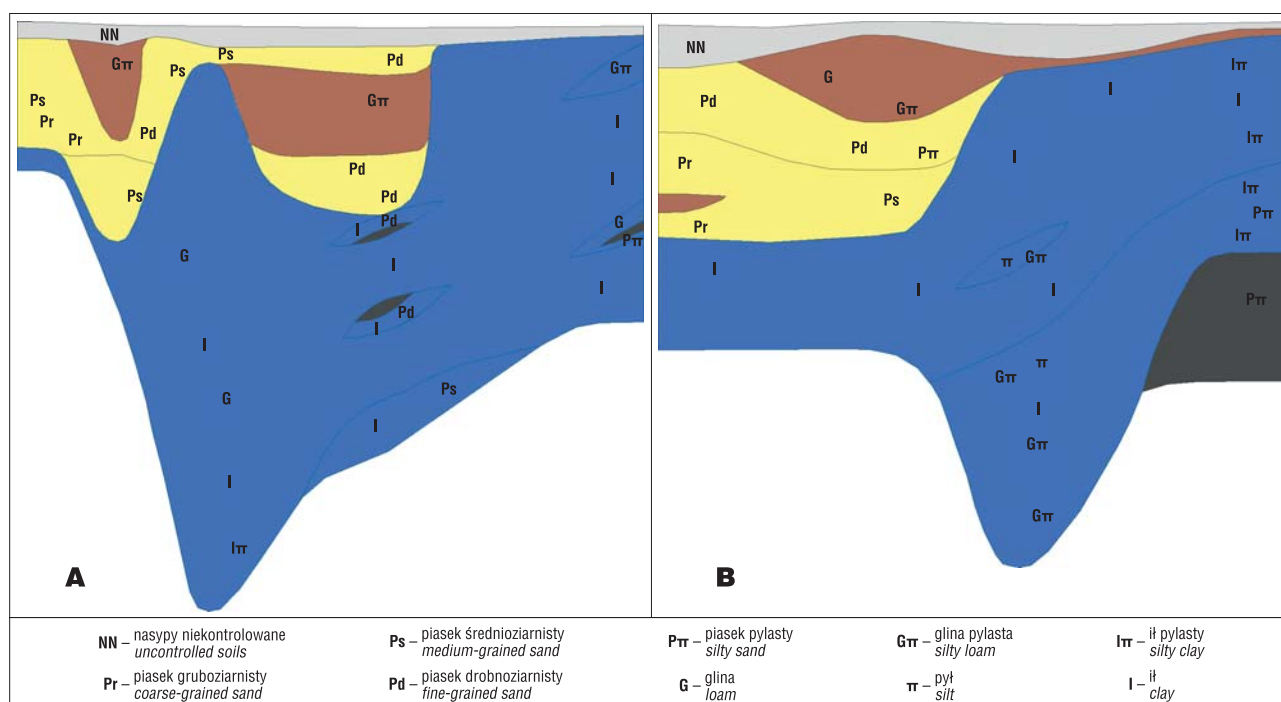 NN
Gπ
Ps
Pr
Pr
Pd
Ps
Ps
Ps
Pd
Gπ
Pd
Pd
Pd
I
I
Pd
I
G
I
G
I
Iπ
Ps
I
Gπ
I
I
G
Pπ
I
A
NN
Pd
G
Gπ
Pd
Pπ
Pr
Ps
Pr
I
I
I
I
Iπ
I
Iπ
Iπ
Pπ
Iπ
Pπ
π
Gπ
I
π
Gπ
I
Gπ
Gπ
B
NN – nasypy niekontrolowane
uncontrolled soils
Pr – piasek gruboziarnisty
coarse-grained sand
Ps – piasek średnioziarnisty
medium-grained sand
Pd – piasek drobnoziarnisty
fine-grained sand
Pπ – piasek pylasty
silty sand
G – glina
loam
Gπ – glina pylasta
silty loam
π – pył
silt
Iπ – ił pylasty
silty clay
I – ił
clay